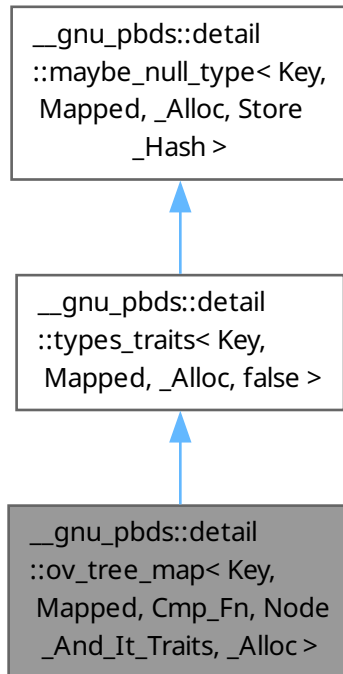 __gnu_pbds::detail
::maybe_null_type< Key,
Mapped, _Alloc, Store
_Hash >
__gnu_pbds::detail
::types_traits< Key,
Mapped, _Alloc, false >
__gnu_pbds::detail
::ov_tree_map< Key,
Mapped, Cmp_Fn, Node
_And_It_Traits, _Alloc >